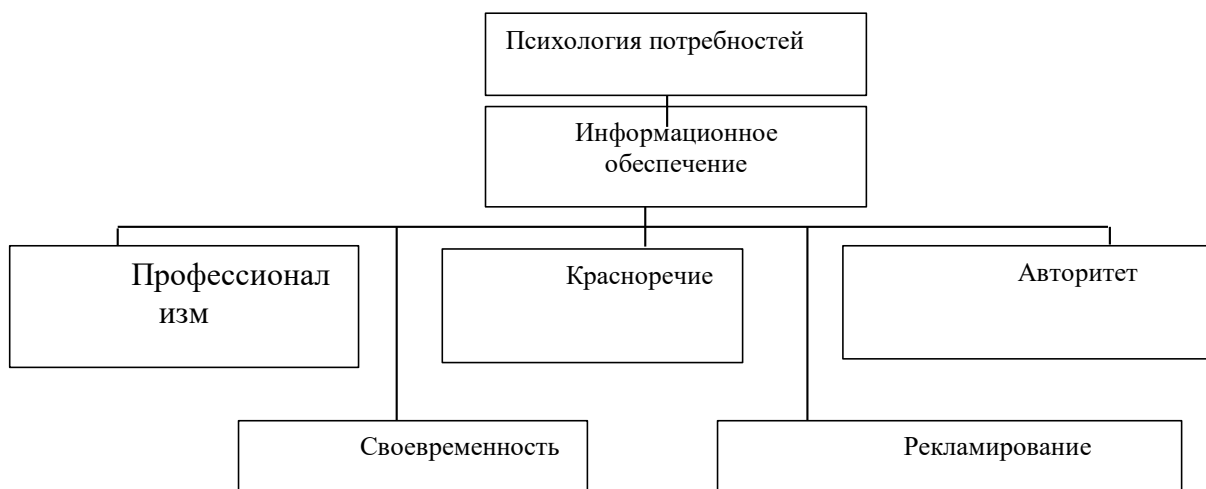 Психология потребностей
Информационное
обеспечение
Профессионал
изм
Красноречие
Авторитет
Своевременность
Рекламирование